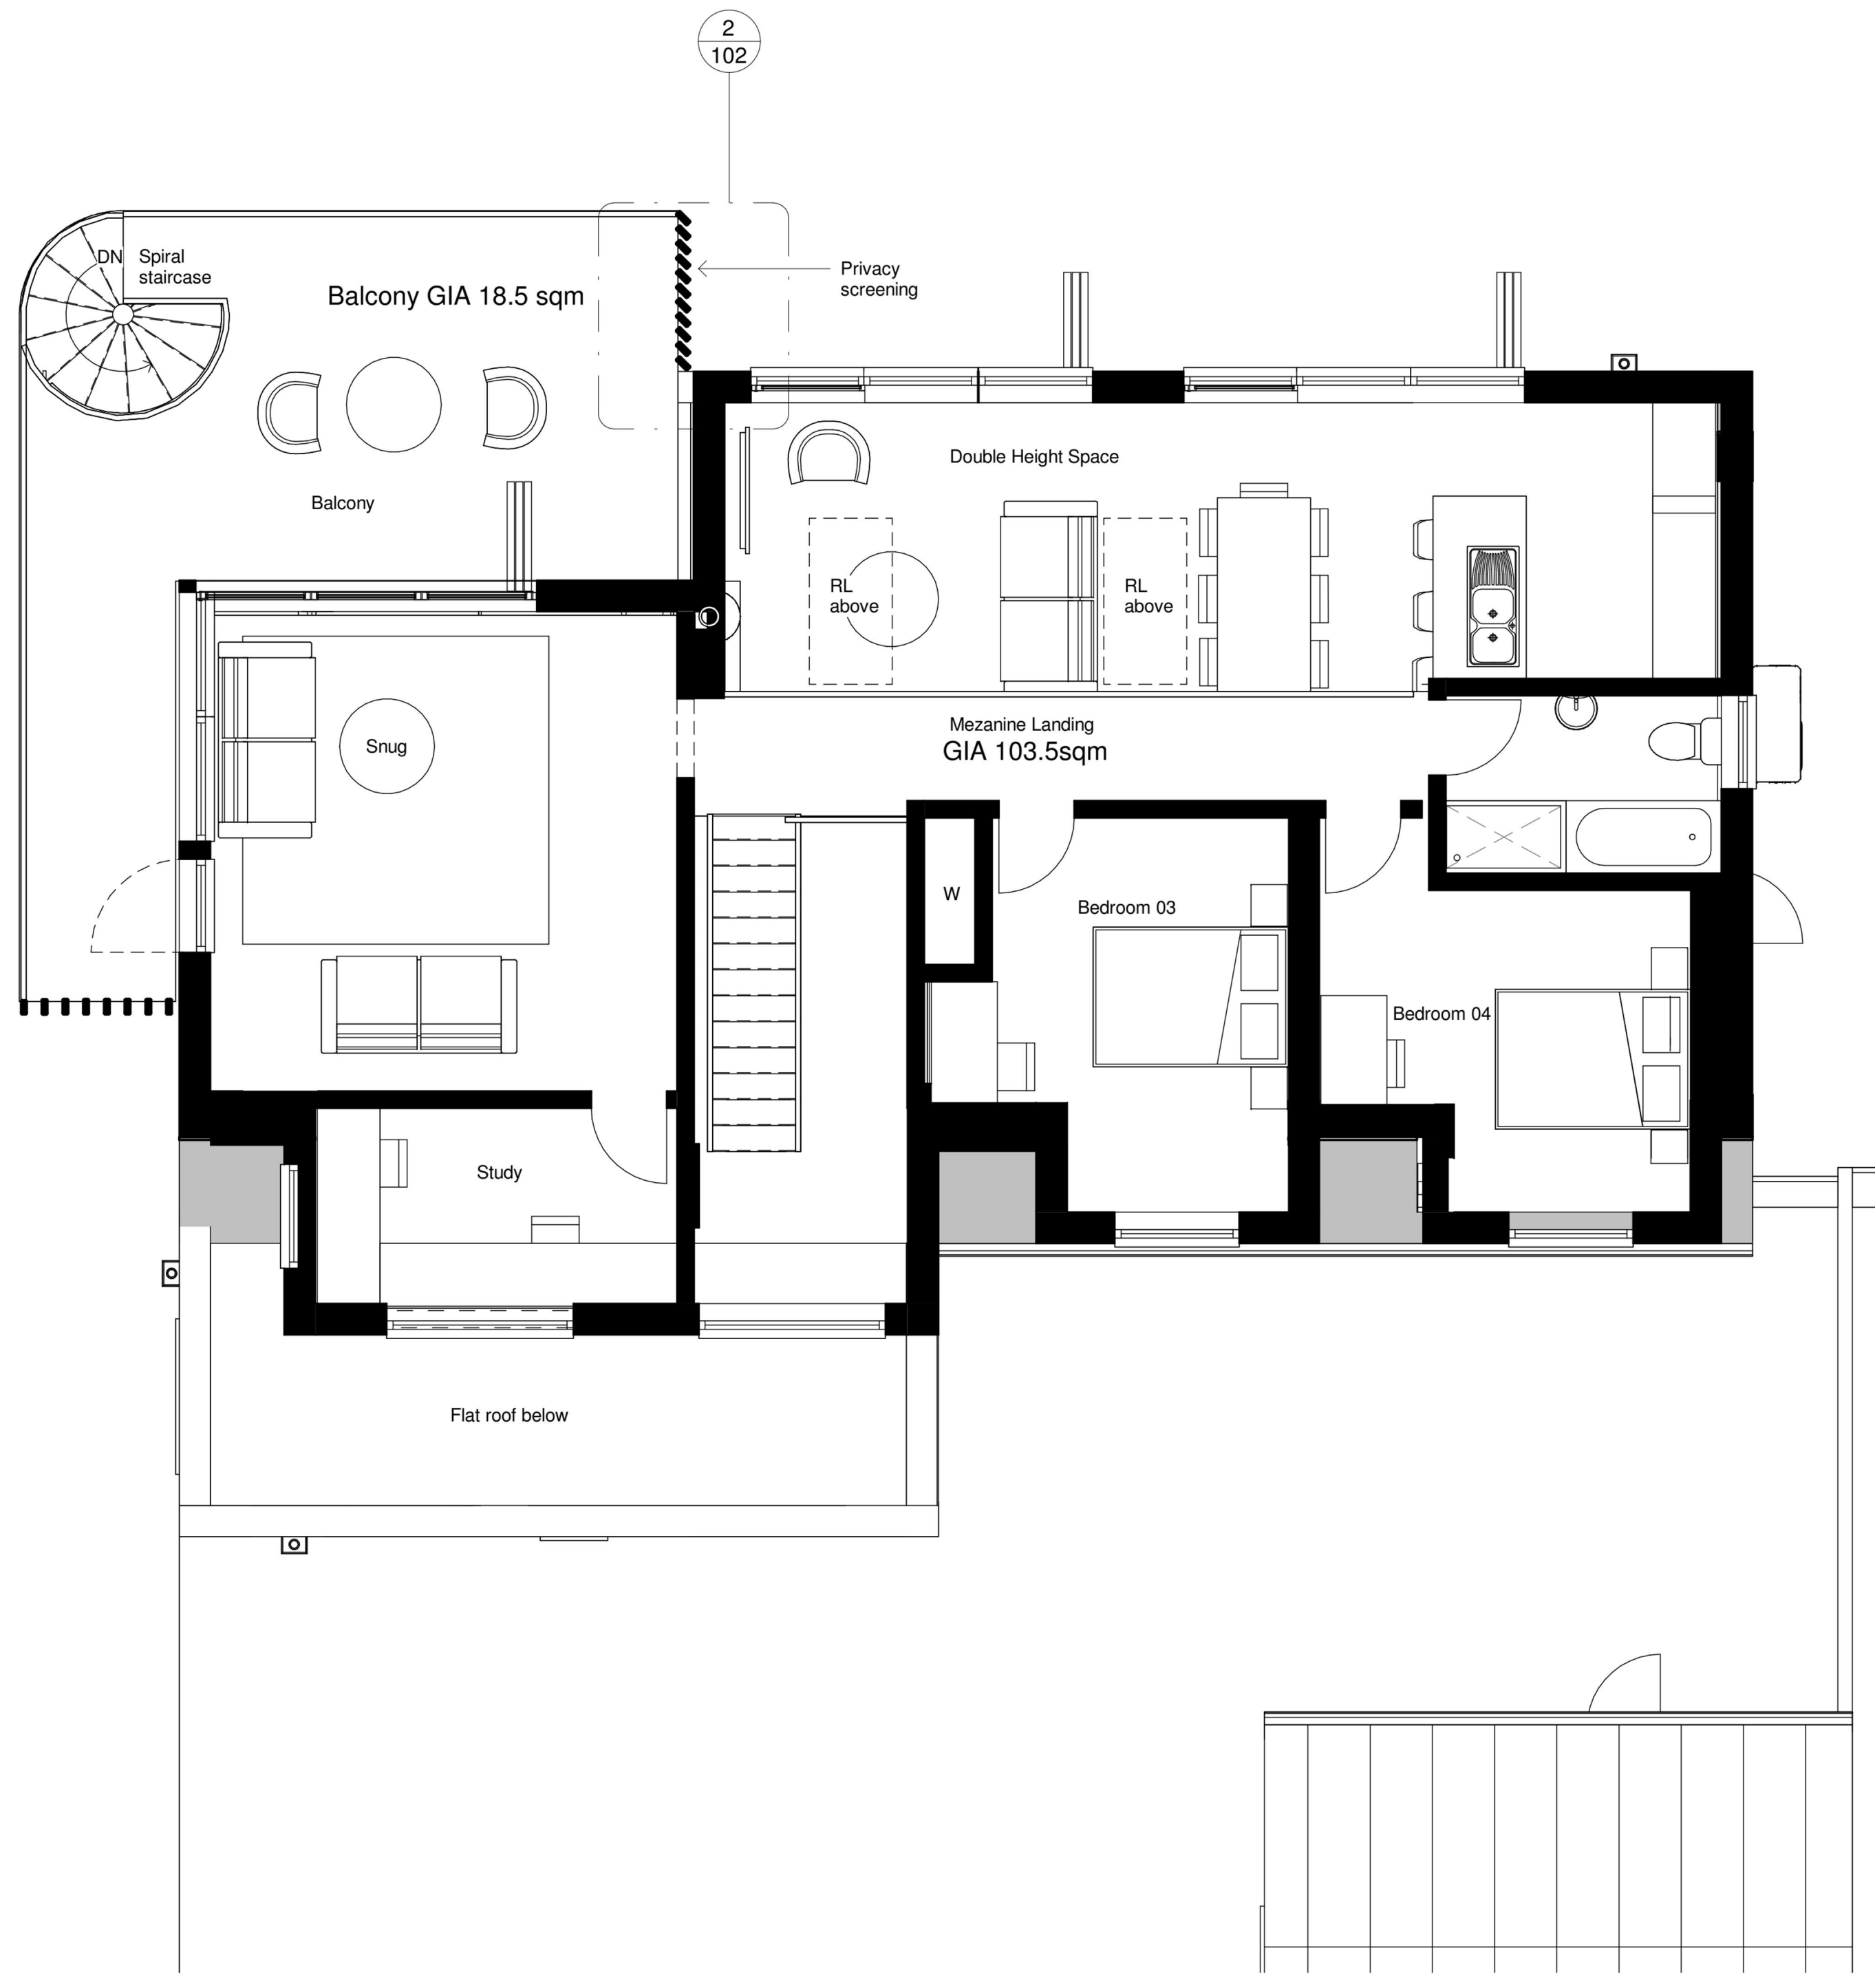 2
102
DN
Spiral
staircase
Balcony GIA 18.5 sqm
Privacy
screening
Double Height Space
Balcony
RL
above
RL
above
Mezanine Landing
GIA 103.5sqm
Snug
W
Bedroom 03
Bedroom 04
Study
Flat roof below